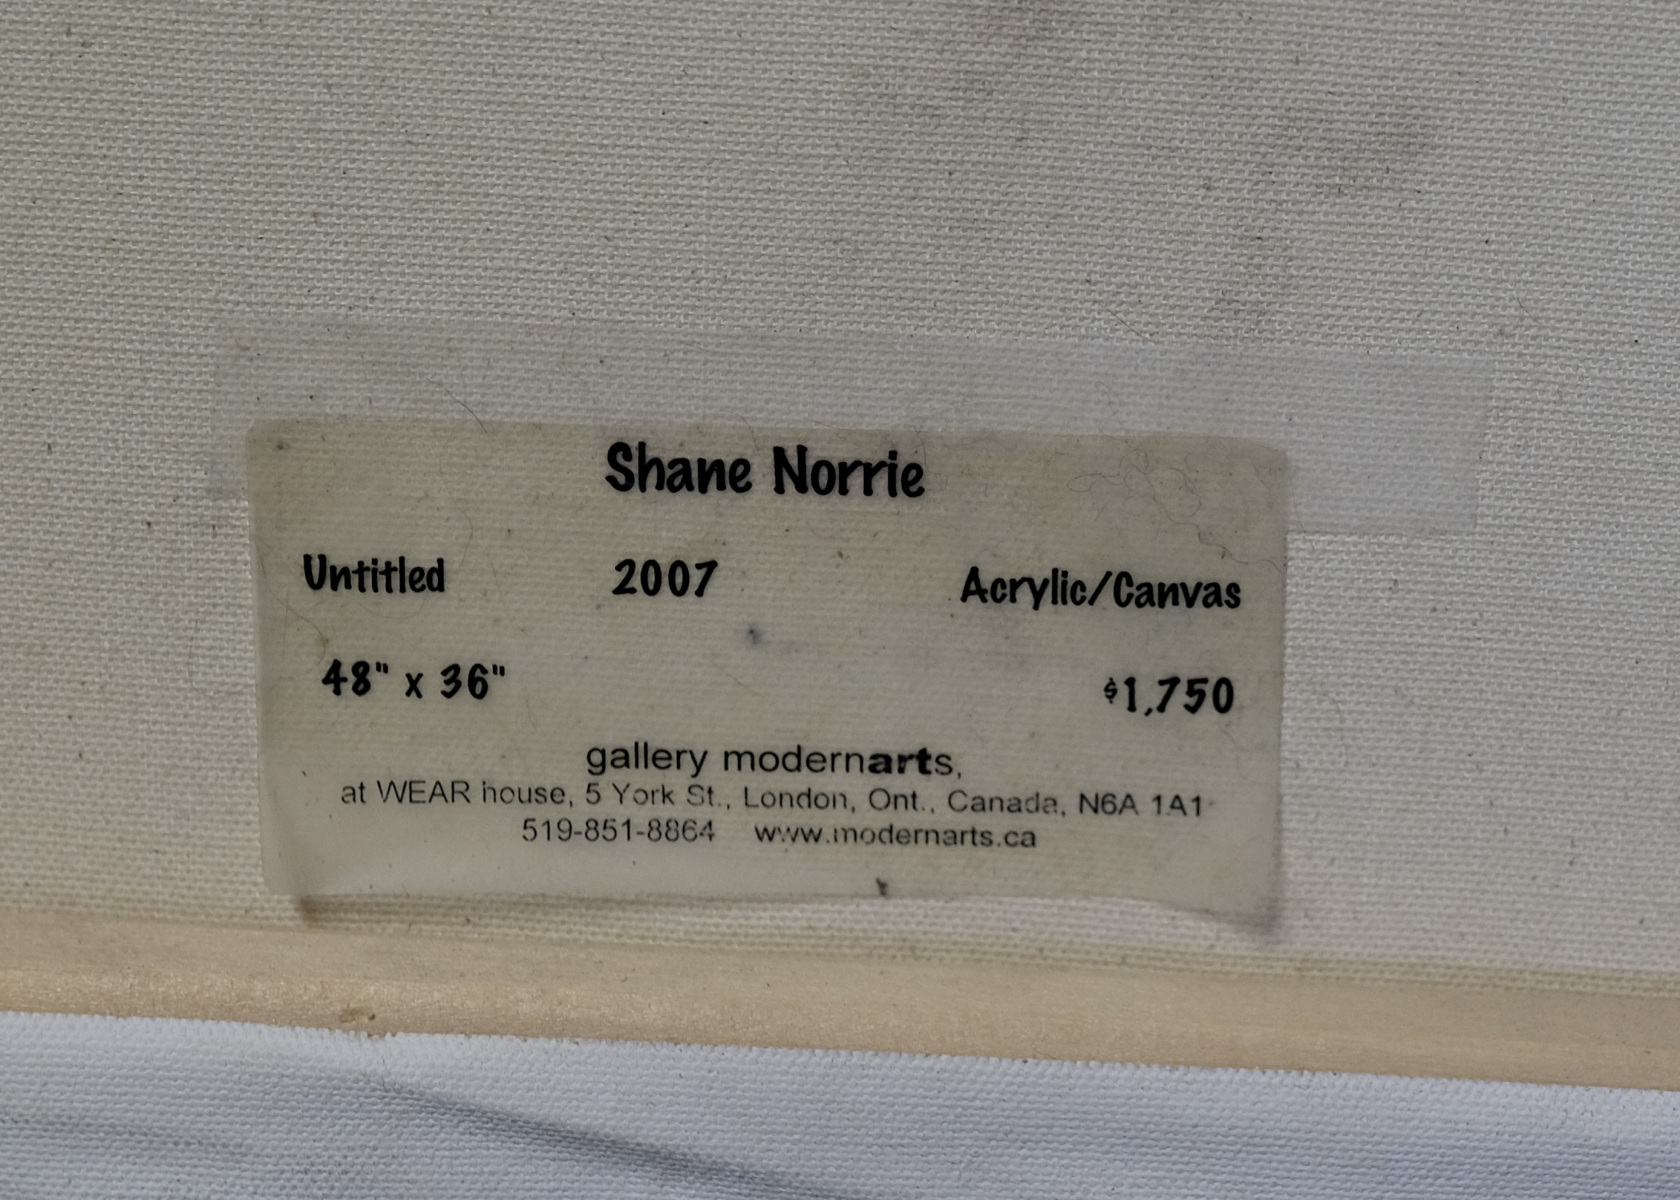 Shane Norrie
Untitled 2007 Acrylic/Canvas
48" x 36" $1,750
gallery modernarts,
at WEAR house, 5 York St., London, Ont., Canada, N6A 1A1
519-851-8864 www.modernarts.ca